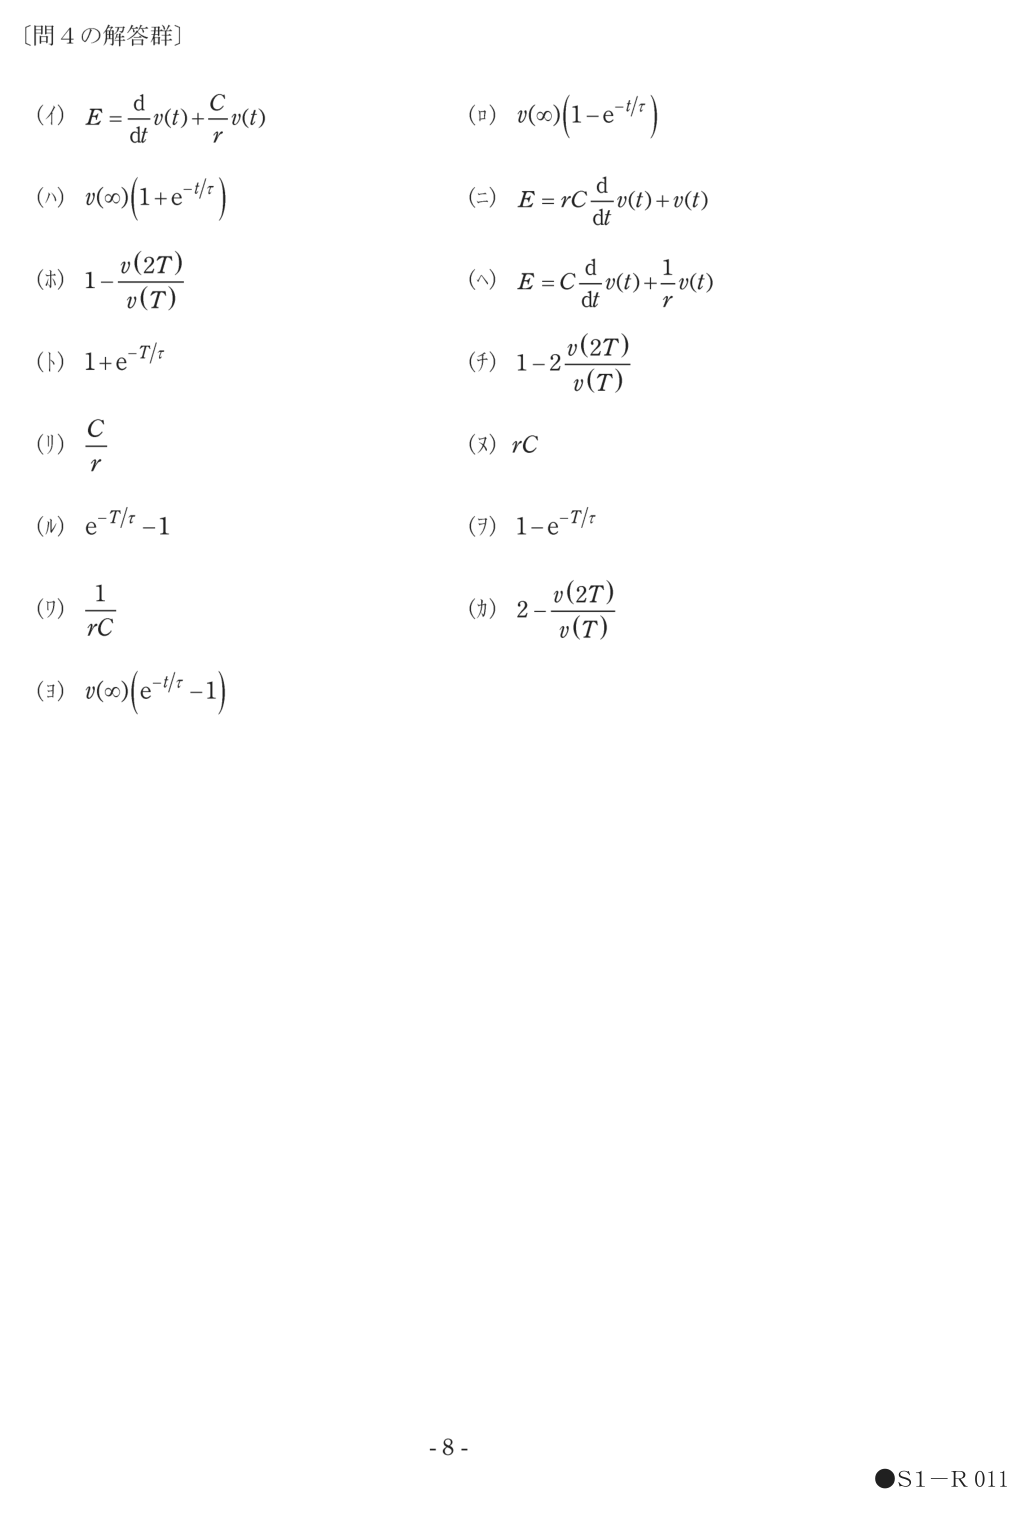 〔問４の解答群〕
(イ) E = d/dt v(t) + C/r v(t) (ロ) v(∞)(1 − e^{−t/τ})
(ハ) v(∞)(1 + e^{−t/τ}) (ニ) E = rC d/dt v(t) + v(t)
(ホ) 1 − v(2T)/v(T) (ヘ) E = C d/dt v(t) + 1/r v(t)
(ト) 1 + e^{−T/τ} (チ) 1 − 2 v(2T)/v(T)
(リ) C/r (ヌ) rC
(ル) e^{−T/τ} − 1 (ヲ) 1 − e^{−T/τ}
(ワ) 1/rC (カ) 2 − v(2T)/v(T)
(ヨ) v(∞)(e^{−t/τ} − 1)
- 8 -
●S1－R 011